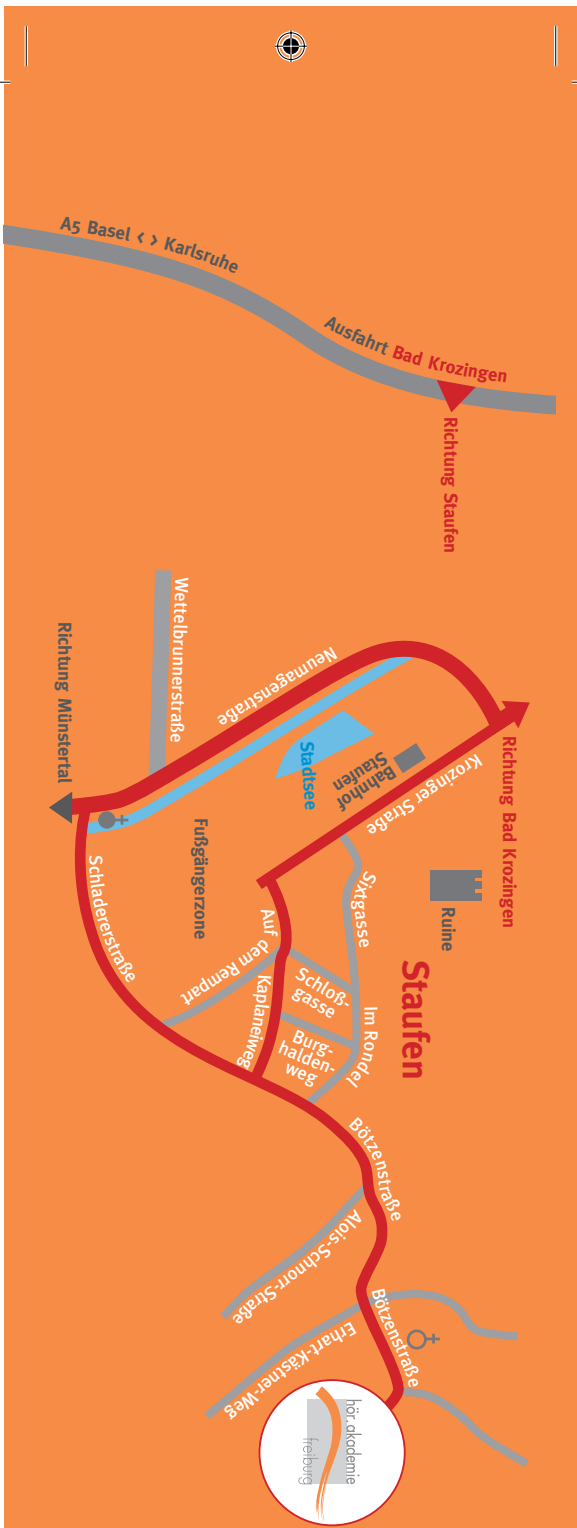 A5 Basel < > Karlsruhe
Ausfahrt Bad Krozingen
Richtung Staufen
Richtung Münstertal
Wettelbrunnerstraße
Neumagenstraße
Stadtsee
Bahnhof
Staufen
Krozinger Straße
Richtung Bad Krozingen
Ruine
Staufen
Fußgängerzone
Schladererstraße
Sixtgasse
Auf dem Rempart
Schloß-
gasse
Im Rondel
Kaplaneiweg
Burg-
halden-
weg
Bötzenstraße
Alois-Schnorr-Straße
Bötzenstraße
Erhart-Kästner-Weg
hör.akademie
freiburg